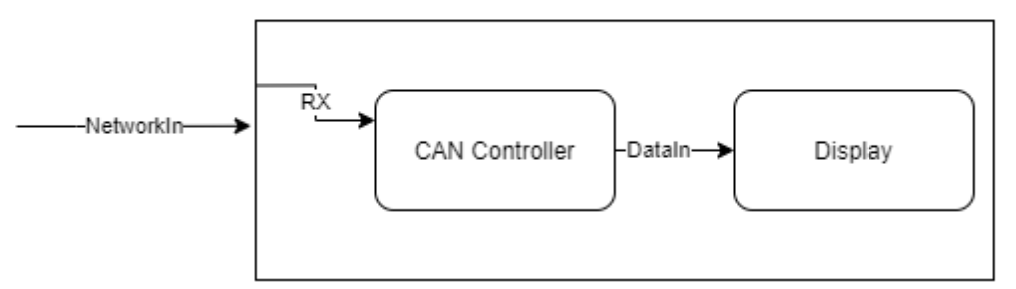 RX
NetworkIn
CAN Controller
DataIn
Display